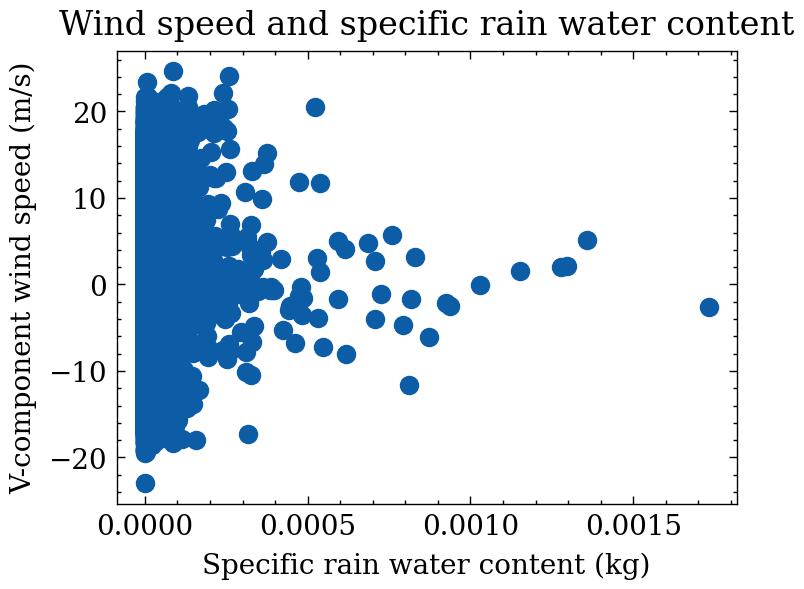 Wind speed and specific rain water content
V-component wind speed (m/s)
20
10
0
−10
−20
0.0000 0.0005 0.0010 0.0015
Specific rain water content (kg)